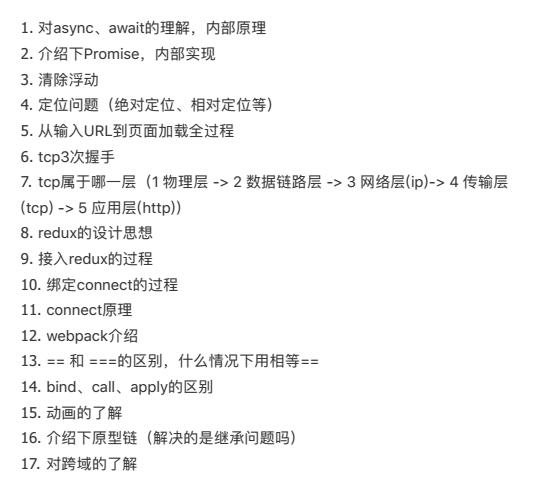 1. 对async、await的理解，内部原理
2. 介绍下Promise，内部实现
3. 清除浮动
4. 定位问题（绝对定位、相对定位等）
5. 从输入URL到页面加载全过程
6. tcp3次握手
7. tcp属于哪一层（1 物理层 -> 2 数据链路层 -> 3 网络层(ip)-> 4 传输层
(tcp) -> 5 应用层(http)）
8. redux的设计思想
9. 接入redux的过程
10. 绑定connect的过程
11. connect原理
12. webpack介绍
13. == 和 ===的区别，什么情况下用相等==
14. bind、call、apply的区别
15. 动画的了解
16. 介绍下原型链（解决的是继承问题吗）
17. 对跨域的了解